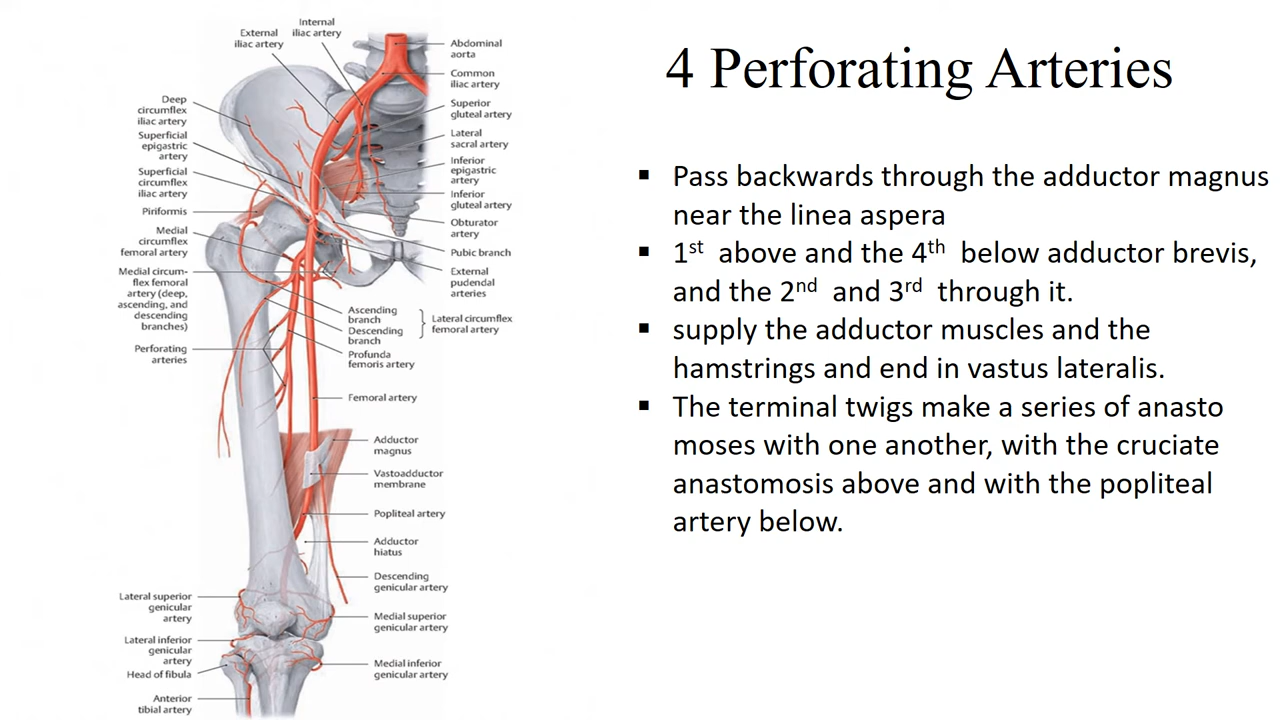 Internal
iliac artery
External
iliac artery
Abdominal
aorta
Common
iliac artery
Superior
gluteal artery
Lateral
sacral artery
Inferior
epigastric
artery
Inferior
gluteal artery
Obturator
artery
Pubic branch
External
pudendal
arteries
Deep
circumflex
iliac artery
Superficial
epigastric
artery
Superficial
circumflex
iliac artery
Piriformis
Medial
circumflex
femoral artery
Medial circum-
flex femoral
artery (deep,
ascending, and
descending
branches)
Perforating
arteries
Ascending
branch
Descending
branch
Lateral circumflex
femoral artery
Profunda
femoris artery
Femoral artery
Adductor
magnus
Vastoadductor
membrane
Popliteal artery
Adductor
hiatus
Descending
genicular artery
Medial superior
genicular artery
Medial inferior
genicular artery
Lateral superior
genicular
artery
Lateral inferior
genicular
artery
Head of fibula
Anterior
tibial artery
4 Perforating Arteries
▪ Pass backwards through the adductor magnus
near the linea aspera
▪ 1st above and the 4th below adductor brevis,
and the 2nd and 3rd through it.
▪ supply the adductor muscles and the
hamstrings and end in vastus lateralis.
▪ The terminal twigs make a series of anasto
moses with one another, with the cruciate
anastomosis above and with the popliteal
artery below.